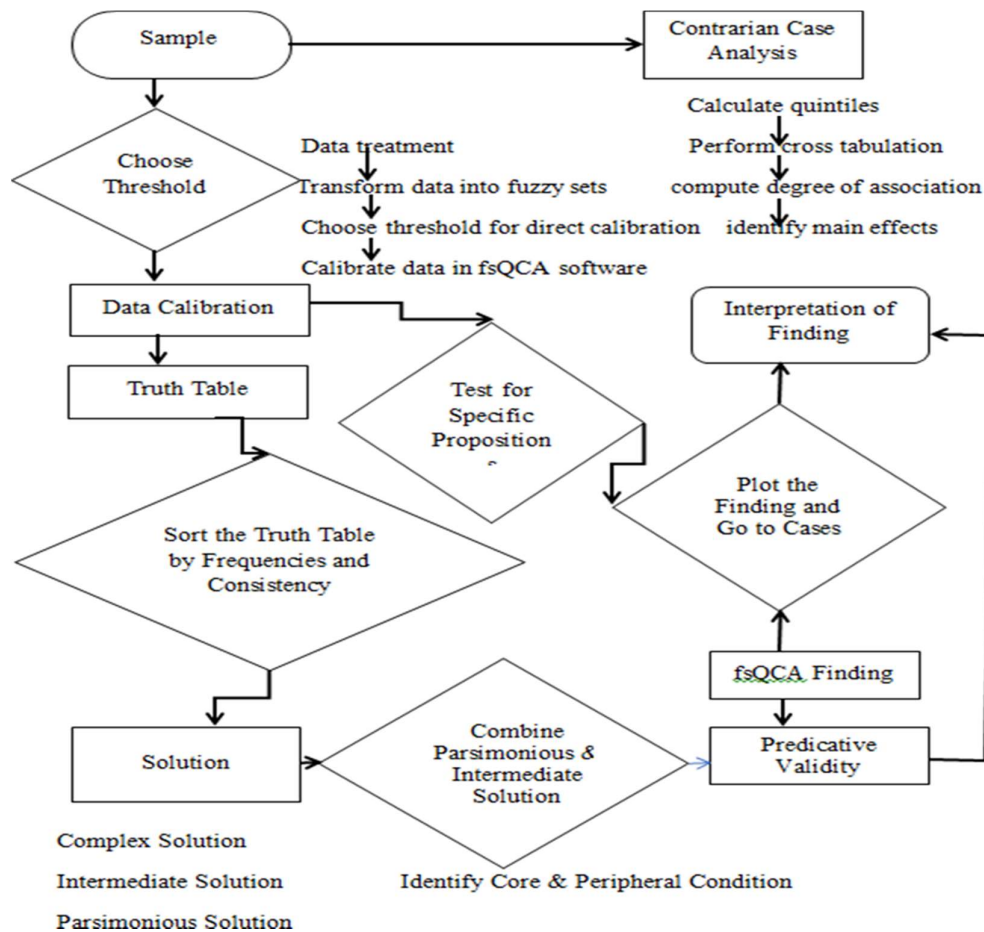 Sample
Contrarian Case
Analysis
Calculate quintiles
Perform cross tabulation
compute degree of association
identify main effects
Choose
Threshold
Data treatment
Transform data into fuzzy sets
Choose threshold for direct calibration
Calibrate data in fsQCA software
Data Calibration
Truth Table
Test for
Specific
Proposition
Interpretation of
Finding
Plot the
Finding and
Go to Cases
Sort the Truth Table
by Frequencies and
Consistency
fsQCA Finding
Solution
Combine
Parsimonious &
Intermediate
Solution
Predicative
Validity
Complex Solution
Intermediate Solution
Parsimonious Solution
Identify Core & Peripheral Condition